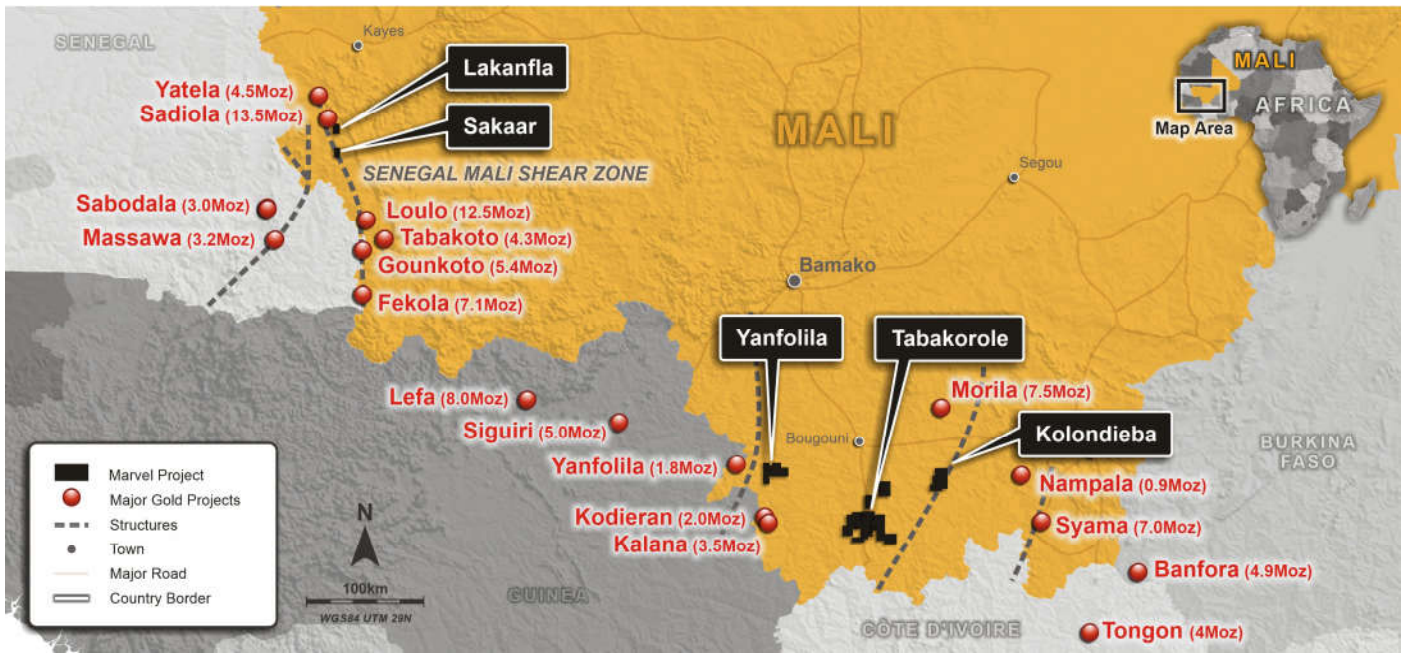 SENEGAL
Kayes
Lakanfla
MALI
AFRICA
Map Area
Yatela (4.5Moz)
Sadiola (13.5Moz)
Sakaar
MALI
Segou
SENEGAL MALI SHEAR ZONE
Sabodala (3.0Moz)
Massawa (3.2Moz)
Loulo (12.5Moz)
Tabakoto (4.3Moz)
Gounkoto (5.4Moz)
Fekola (7.1Moz)
Bamako
Yanfolila
Tabakorole
Morila (7.5Moz)
Lefa (8.0Moz)
Siguiri (5.0Moz)
Bougouni
Kolondieba
BURKINA
FASO
Yanfolila (1.8Moz)
Nampala (0.9Moz)
Kodieran (2.0Moz)
Kalana (3.5Moz)
Syama (7.0Moz)
Banfora (4.9Moz)
GUINEA
CÔTE D'IVOIRE
Tongon (4Moz)
Marvel Project
Major Gold Projects
Structures
Town
Major Road
Country Border
N
100km
WGS84 UTM 29N